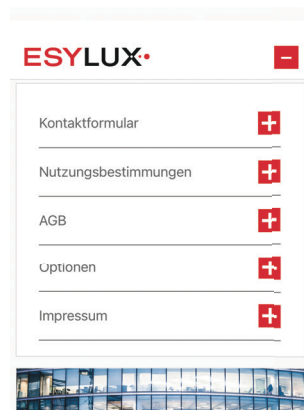 ESYLUX
Kontaktformular
Nutzungsbestimmungen
AGB
Optionen
Impressum